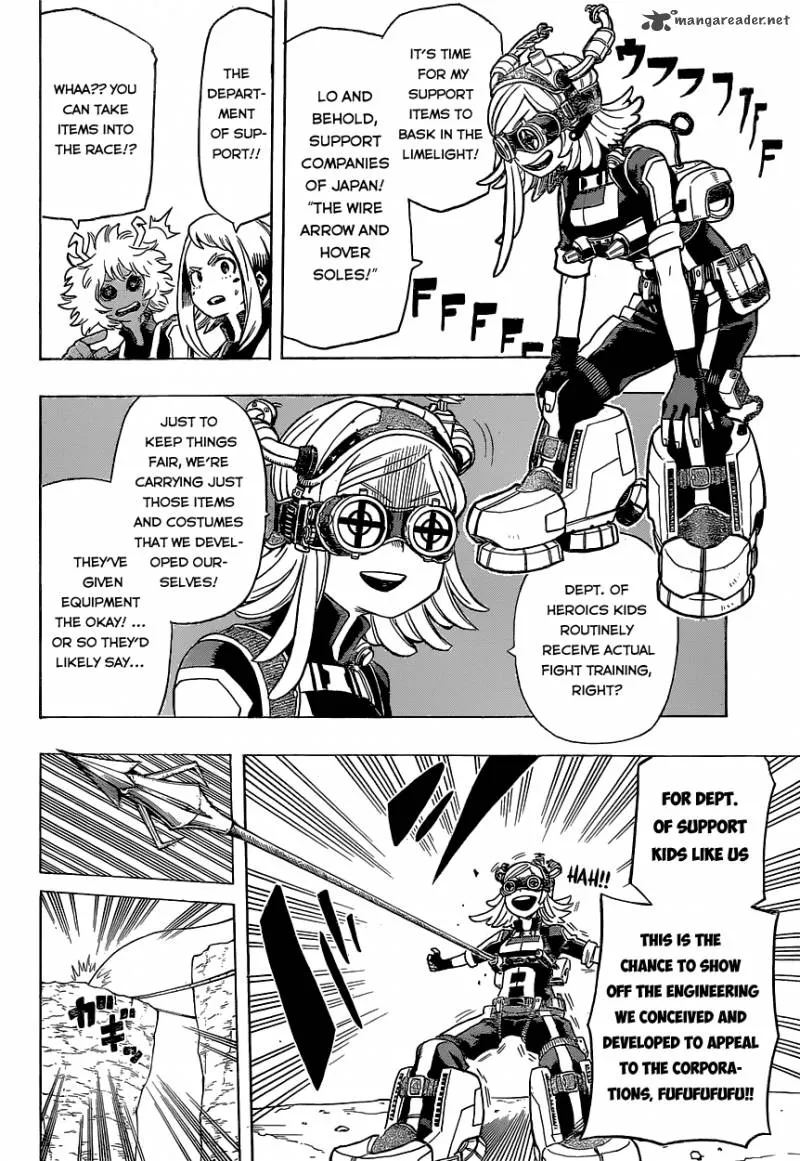 mangareader.net
IT'S TIME
FOR MY
SUPPORT
ITEMS TO
BASK IN THE
LIMELIGHT!
LO AND
BEHOLD,
SUPPORT
COMPANIES
OF JAPAN!
"THE WIRE
ARROW AND
HOVER
SOLES!"
ウフフフFF
F
FFFFF
THE
DEPART-
MENT
OF SUP-
PORT!!
WHAA?? YOU
CAN TAKE
ITEMS INTO
THE RACE!?
DEPT. OF
HEROICS KIDS
ROUTINELY
RECEIVE ACTUAL
FIGHT TRAINING,
RIGHT?
JUST TO
KEEP THINGS
FAIR, WE'RE
CARRYING JUST
THOSE ITEMS
AND COSTUMES
THAT WE DEVEL-
OPED OUR-
SELVES!
THEY'VE
GIVEN
EQUIPMENT
THE OKAY! ...
OR SO THEY'D
LIKELY SAY...
FOR DEPT.
OF SUPPORT
KIDS LIKE US
HAH!!
THIS IS THE
CHANCE TO SHOW
OFF THE ENGINEERING
WE CONCEIVED AND
DEVELOPED TO APPEAL
TO THE CORPORA-
TIONS, FUFUFUFUFU!!
ガギン